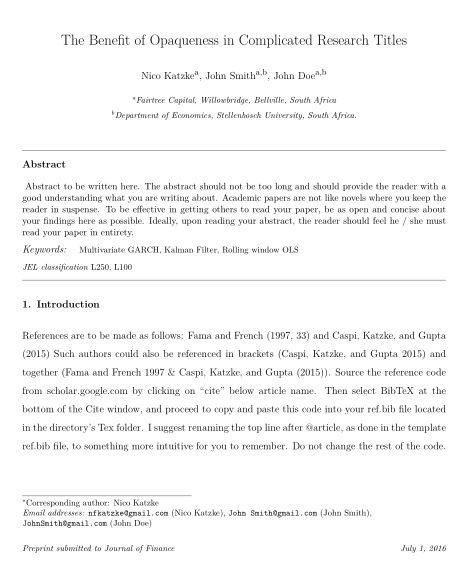 The Benefit of Opaqueness in Complicated Research Titles
Nico Katzkeᵃ, John Smithᵃ,ᵇ, John Doeᵃ,ᵇ
ᵃFairtree Capital, Willowbridge, Bellville, South Africa
ᵇDepartment of Economics, Stellenbosch University, South Africa.
Abstract
Abstract to be written here. The abstract should not be too long and should provide the reader with a
good understanding what you are writing about. Academic papers are not like novels where you keep the
reader in suspense. To be effective in getting others to read your paper, be as open and concise about
your findings here as possible. Ideally, upon reading your abstract, the reader should feel he / she must
read your paper in entirety.
Keywords: Multivariate GARCH, Kalman Filter, Rolling window OLS
JEL classification L250, L100
1. Introduction
References are to be made as follows: Fama and French (1997, 33) and Caspi, Katzke, and Gupta
(2015) Such authors could also be referenced in brackets (Caspi, Katzke, and Gupta 2015) and
together (Fama and French 1997 & Caspi, Katzke, and Gupta (2015)). Source the reference code
from scholar.google.com by clicking on “cite” below article name. Then select BibTeX at the
bottom of the Cite window, and proceed to copy and paste this code into your ref.bib file located
in the directory’s Tex folder. I suggest renaming the top line after @article, as done in the template
ref.bib file, to something more intuitive for you to remember. Do not change the rest of the code.
*Corresponding author: Nico Katzke
Email addresses: nfkatzke@gmail.com (Nico Katzke), John Smith@gmail.com (John Smith),
JohnSmith@gmail.com (John Doe)
Preprint submitted to Journal of Finance July 1, 2016